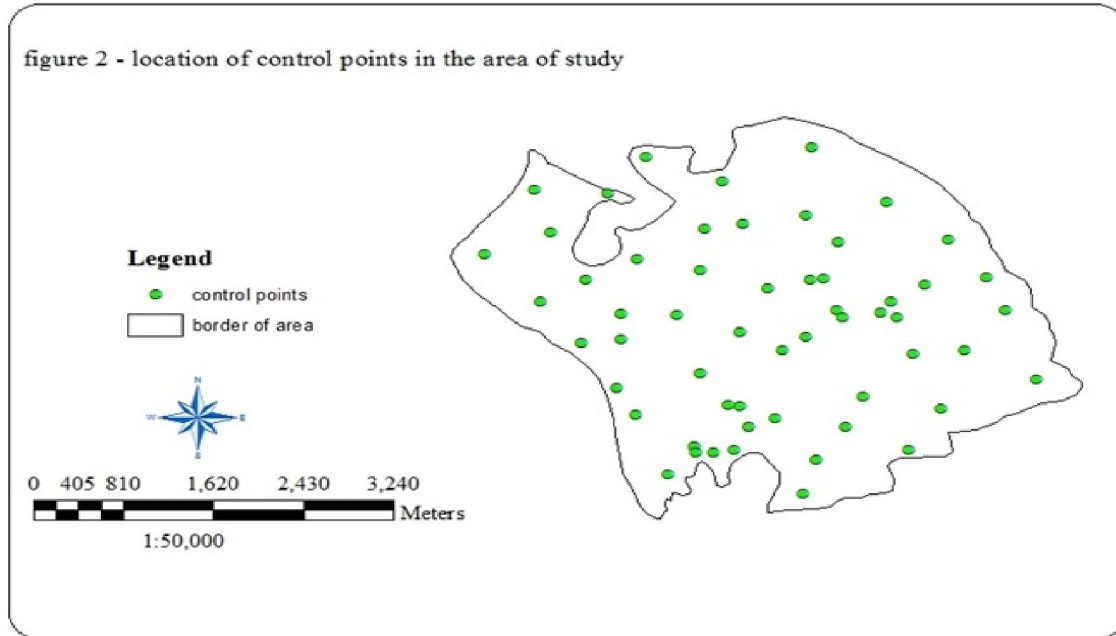 figure 2 - location of control points in the area of study
Legend
control points
border of area
N
W E
S
0 405 810 1,620 2,430 3,240
Meters
1:50,000